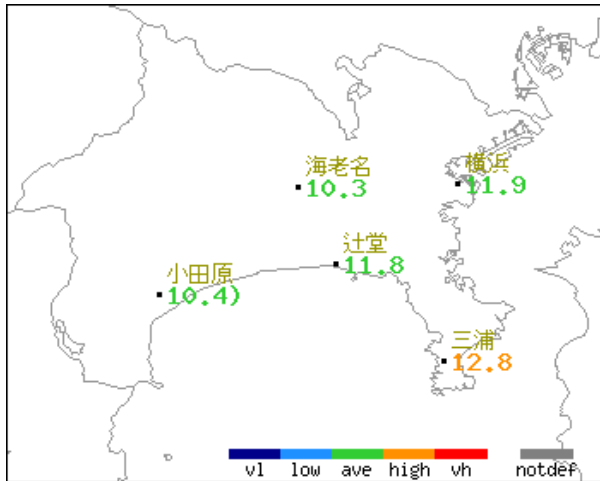 海老名
10.3
横浜
11.9
辻堂
11.8
小田原
10.4)
三浦
12.8
vl low ave high vh notdef